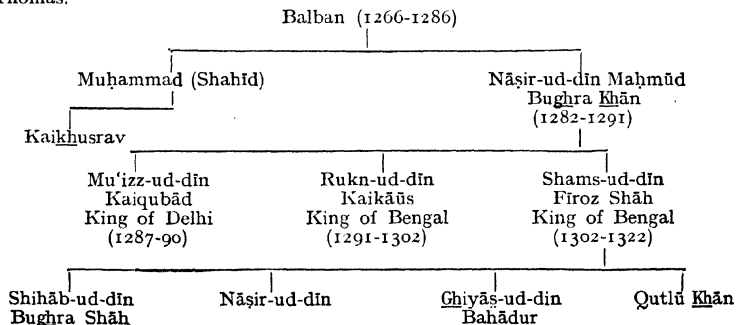 Thomas.
Balban (1266-1286)
Muḥammad (Shahīd)
Nāṣir-ud-dīn Maḥmūd
Bughra Khān
(1282-1291)
Kaikhusrav
Mu‘izz-ud-dīn
Kaiqubād
King of Delhi
(1287-90)
Rukn-ud-dīn
Kaikāūs
King of Bengal
(1291-1302)
Shams-ud-dīn
Fīroz Shāh
King of Bengal
(1302-1322)
Shihāb-ud-dīn
Bughra Shāh
Nāṣir-ud-dīn
Ghiyāṣ-ud-din
Bahādur
Qutlū Khān